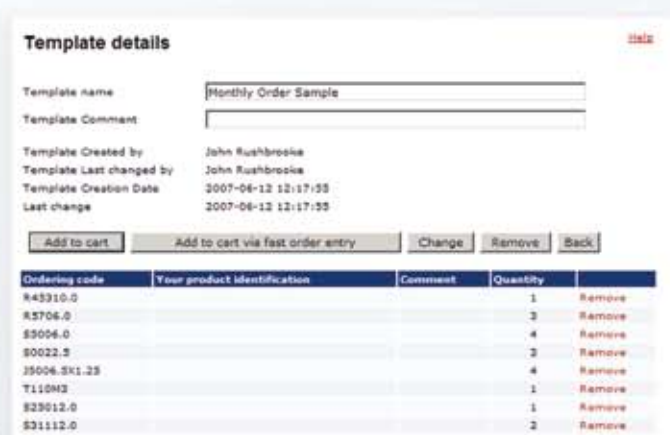 Template details
Help
Template name Monthly Order Sample
Template Comment
Template Created by John Rushbrooke
Template Last changed by John Rushbrooke
Template Creation Date 2007-06-12 12:17:55
Last change 2007-06-12 12:17:55
Add to cart Add to cart via fast order entry Change Remove Back
Ordering code Your product identification Comment Quantity
R45310.0 1 Remove
R5706.0 3 Remove
S5006.0 4 Remove
S0022.5 3 Remove
J5006.5X1.25 4 Remove
T110M3 1 Remove
S23012.0 1 Remove
S31112.0 2 Remove